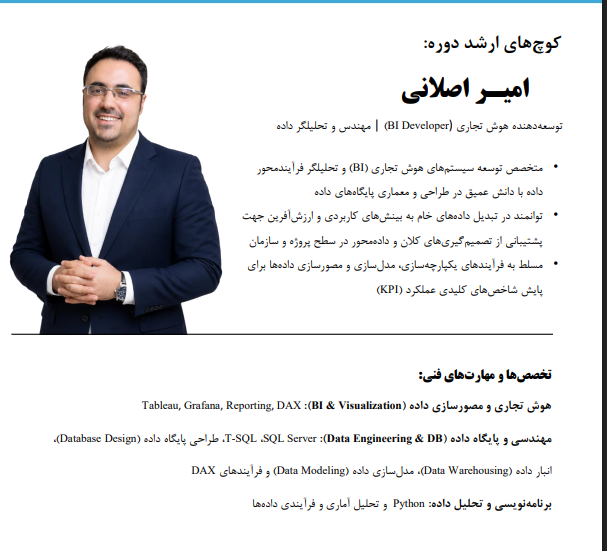 کوچ‌های ارشد دوره:
امیــر اصلانی
توسعه‌دهنده هوش تجاری (BI Developer) | مهندس و تحلیلگر داده
• متخصص توسعه سیستم‌های هوش تجاری (BI) و تحلیلگر فرآیندمحور
داده با دانش عمیق در طراحی و معماری پایگاه‌های داده
• توانمند در تبدیل داده‌های خام به بینش‌های کاربردی و ارزش‌آفرین جهت
پشتیبانی از تصمیم‌گیری‌های کلان و داده‌محور در سطح پروژه و سازمان
• مسلط به فرآیندهای یکپارچه‌سازی، مدل‌سازی و مصورسازی داده‌ها برای
پایش شاخص‌های کلیدی عملکرد (KPI)
تخصص‌ها و مهارت‌های فنی:
هوش تجاری و مصورسازی داده (BI & Visualization): Tableau, Grafana, Reporting, DAX
مهندسی و پایگاه داده (Data Engineering & DB): SQL Server، T-SQL، طراحی پایگاه داده (Database Design)،
انبار داده (Data Warehousing)، مدل‌سازی داده (Data Modeling) و فرآیندهای DAX
برنامه‌نویسی و تحلیل داده: Python و تحلیل آماری و فرآیندی داده‌ها